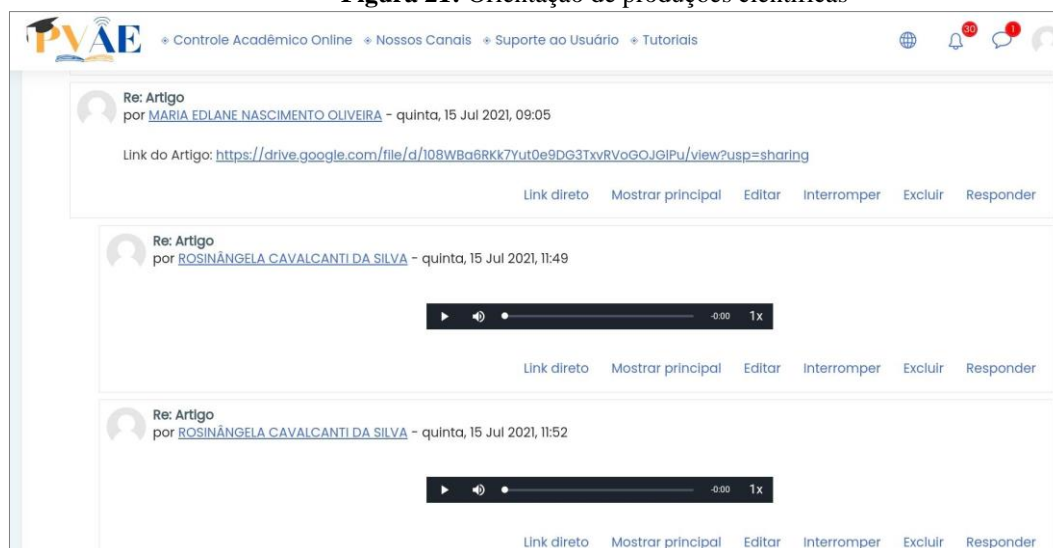 Figura 21: Orientação de produções científicas
PVAE Controle Acadêmico Online Nossos Canais Suporte ao Usuário Tutoriais 30 1
Re: Artigo
por MARIA EDLANE NASCIMENTO OLIVEIRA - quinta, 15 Jul 2021, 09:05
Link do Artigo: https://drive.google.com/file/d/108WBa6RKk7Yut0e9DG3TxvRVoGOJGlPu/view?usp=sharing
Link direto Mostrar principal Editar Interromper Excluir Responder
Re: Artigo
por ROSINÂNGELA CAVALCANTI DA SILVA - quinta, 15 Jul 2021, 11:49
-0:00 1x
Link direto Mostrar principal Editar Interromper Excluir Responder
Re: Artigo
por ROSINÂNGELA CAVALCANTI DA SILVA - quinta, 15 Jul 2021, 11:52
-0:00 1x
Link direto Mostrar principal Editar Interromper Excluir Responder